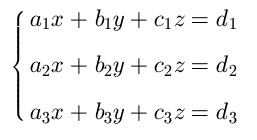 a₁x + b₁y + c₁z = d₁
a₂x + b₂y + c₂z = d₂
a₃x + b₃y + c₃z = d₃